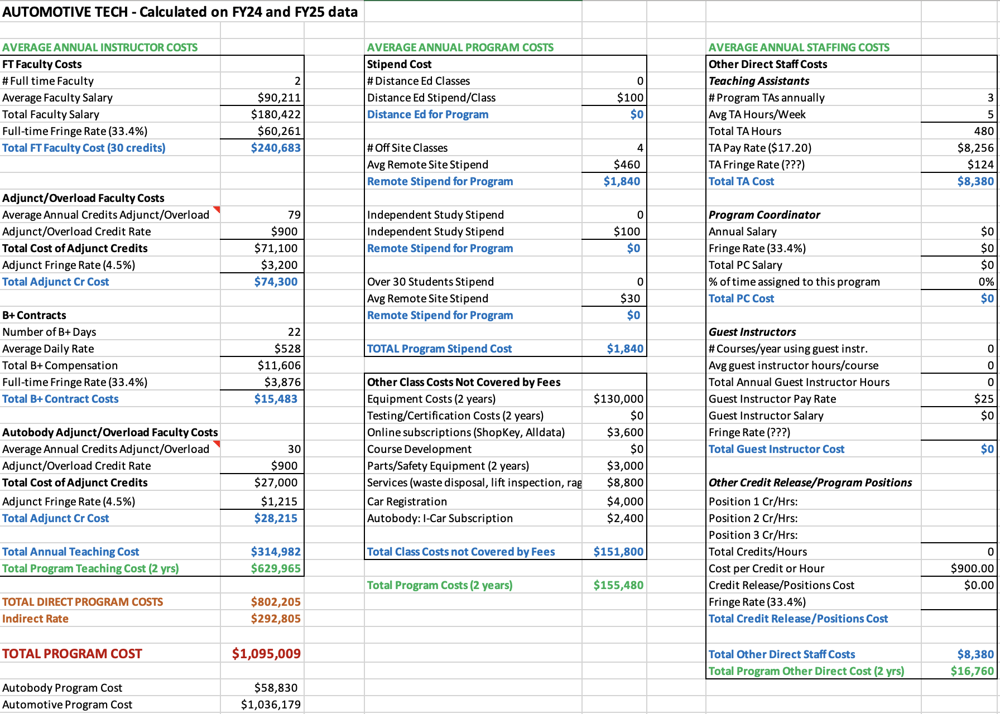 AUTOMOTIVE TECH - Calculated on FY24 and FY25 data
AVERAGE ANNUAL INSTRUCTOR COSTS
FT Faculty Costs
# Full time Faculty 2
Average Faculty Salary $90,211
Total Faculty Salary $180,422
Full-time Fringe Rate (33.4%) $60,261
Total FT Faculty Cost (30 credits) $240,683
Adjunct/Overload Faculty Costs
Average Annual Credits Adjunct/Overload 79
Adjunct/Overload Credit Rate $900
Total Cost of Adjunct Credits $71,100
Adjunct Fringe Rate (4.5%) $3,200
Total Adjunct Cr Cost $74,300
B+ Contracts
Number of B+ Days 22
Average Daily Rate $528
Total B+ Compensation $11,606
Full-time Fringe Rate (33.4%) $3,876
Total B+ Contract Costs $15,483
Autobody Adjunct/Overload Faculty Costs
Average Annual Credits Adjunct/Overload 30
Adjunct/Overload Credit Rate $900
Total Cost of Adjunct Credits $27,000
Adjunct Fringe Rate (4.5%) $1,215
Total Adjunct Cr Cost $28,215
Total Annual Teaching Cost $314,982
Total Program Teaching Cost (2 yrs) $629,965
TOTAL DIRECT PROGRAM COSTS $802,205
Indirect Rate $292,805
TOTAL PROGRAM COST $1,095,009
Autobody Program Cost $58,830
Automotive Program Cost $1,036,179
AVERAGE ANNUAL PROGRAM COSTS
Stipend Cost
# Distance Ed Classes 0
Distance Ed Stipend/Class $100
Distance Ed for Program $0
# Off Site Classes 4
Avg Remote Site Stipend $460
Remote Stipend for Program $1,840
Independent Study Stipend 0
Independent Study Stipend $100
Remote Stipend for Program $0
Over 30 Students Stipend 0
Avg Remote Site Stipend $30
Remote Stipend for Program $0
TOTAL Program Stipend Cost $1,840
Other Class Costs Not Covered by Fees
Equipment Costs (2 years) $130,000
Testing/Certification Costs (2 years) $0
Online subscriptions (ShopKey, Alldata) $3,600
Course Development $0
Parts/Safety Equipment (2 years) $3,000
Services (waste disposal, lift inspection, rag $8,800
Car Registration $4,000
Autobody: I-Car Subscription $2,400
Total Class Costs not Covered by Fees $151,800
Total Program Costs (2 years) $155,480
AVERAGE ANNUAL STAFFING COSTS
Other Direct Staff Costs
Teaching Assistants
# Program TAs annually 3
Avg TA Hours/Week 5
Total TA Hours 480
TA Pay Rate ($17.20) $8,256
TA Fringe Rate (???) $124
Total TA Cost $8,380
Program Coordinator
Annual Salary $0
Fringe Rate (33.4%) $0
Total PC Salary $0
% of time assigned to this program 0%
Total PC Cost $0
Guest Instructors
# Courses/year using guest instr. 0
Avg guest instructor hours/course 0
Total Annual Guest Instructor Hours 0
Guest Instructor Pay Rate $25
Guest Instructor Salary $0
Fringe Rate (???)
Total Guest Instructor Cost $0
Other Credit Release/Program Positions
Position 1 Cr/Hrs:
Position 2 Cr/Hrs:
Position 3 Cr/Hrs:
Total Credits/Hours 0
Cost per Credit or Hour $900.00
Credit Release/Positions Cost $0.00
Fringe Rate (33.4%)
Total Credit Release/Positions Cost
Total Other Direct Staff Costs $8,380
Total Program Other Direct Cost (2 yrs) $16,760